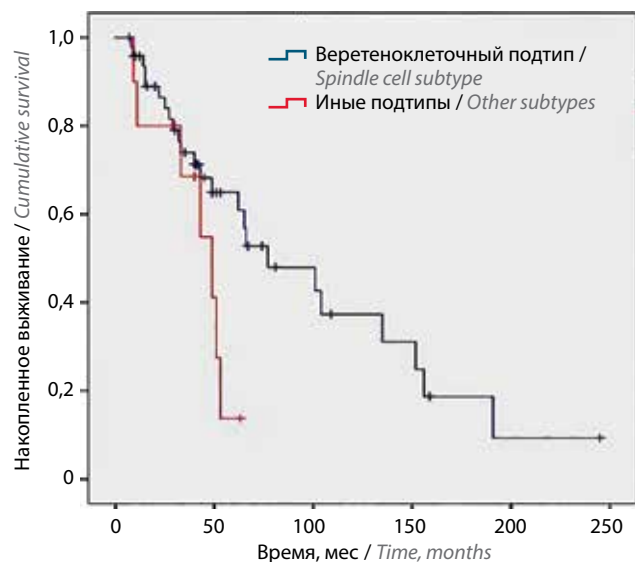 Накопленное выживание / Cumulative survival
1,0
0,8
0,6
0,4
0,2
0
Веретеноклеточный подтип /
Spindle cell subtype
Иные подтипы / Other subtypes
0 50 100 150 200 250
Время, мес / Time, months